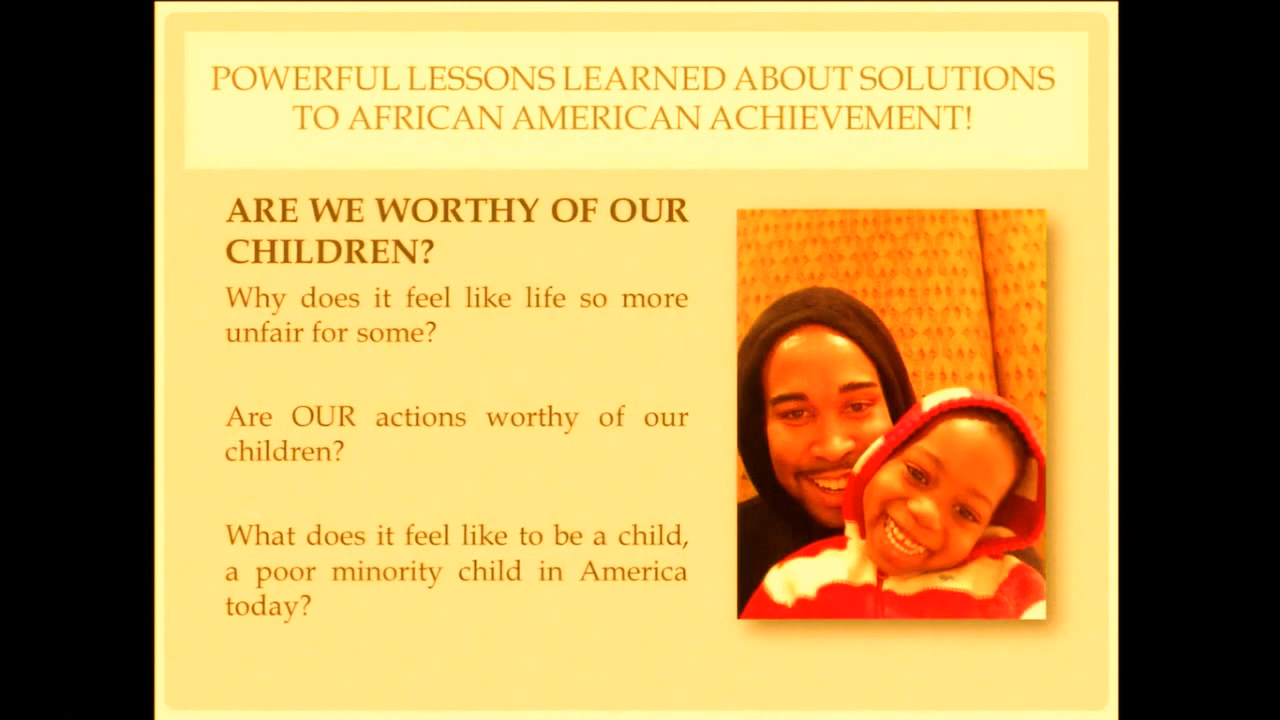 POWERFUL LESSONS LEARNED ABOUT SOLUTIONS
TO AFRICAN AMERICAN ACHIEVEMENT!
ARE WE WORTHY OF OUR
CHILDREN?
Why does it feel like life so more
unfair for some?
Are OUR actions worthy of our
children?
What does it feel like to be a child,
a poor minority child in America
today?